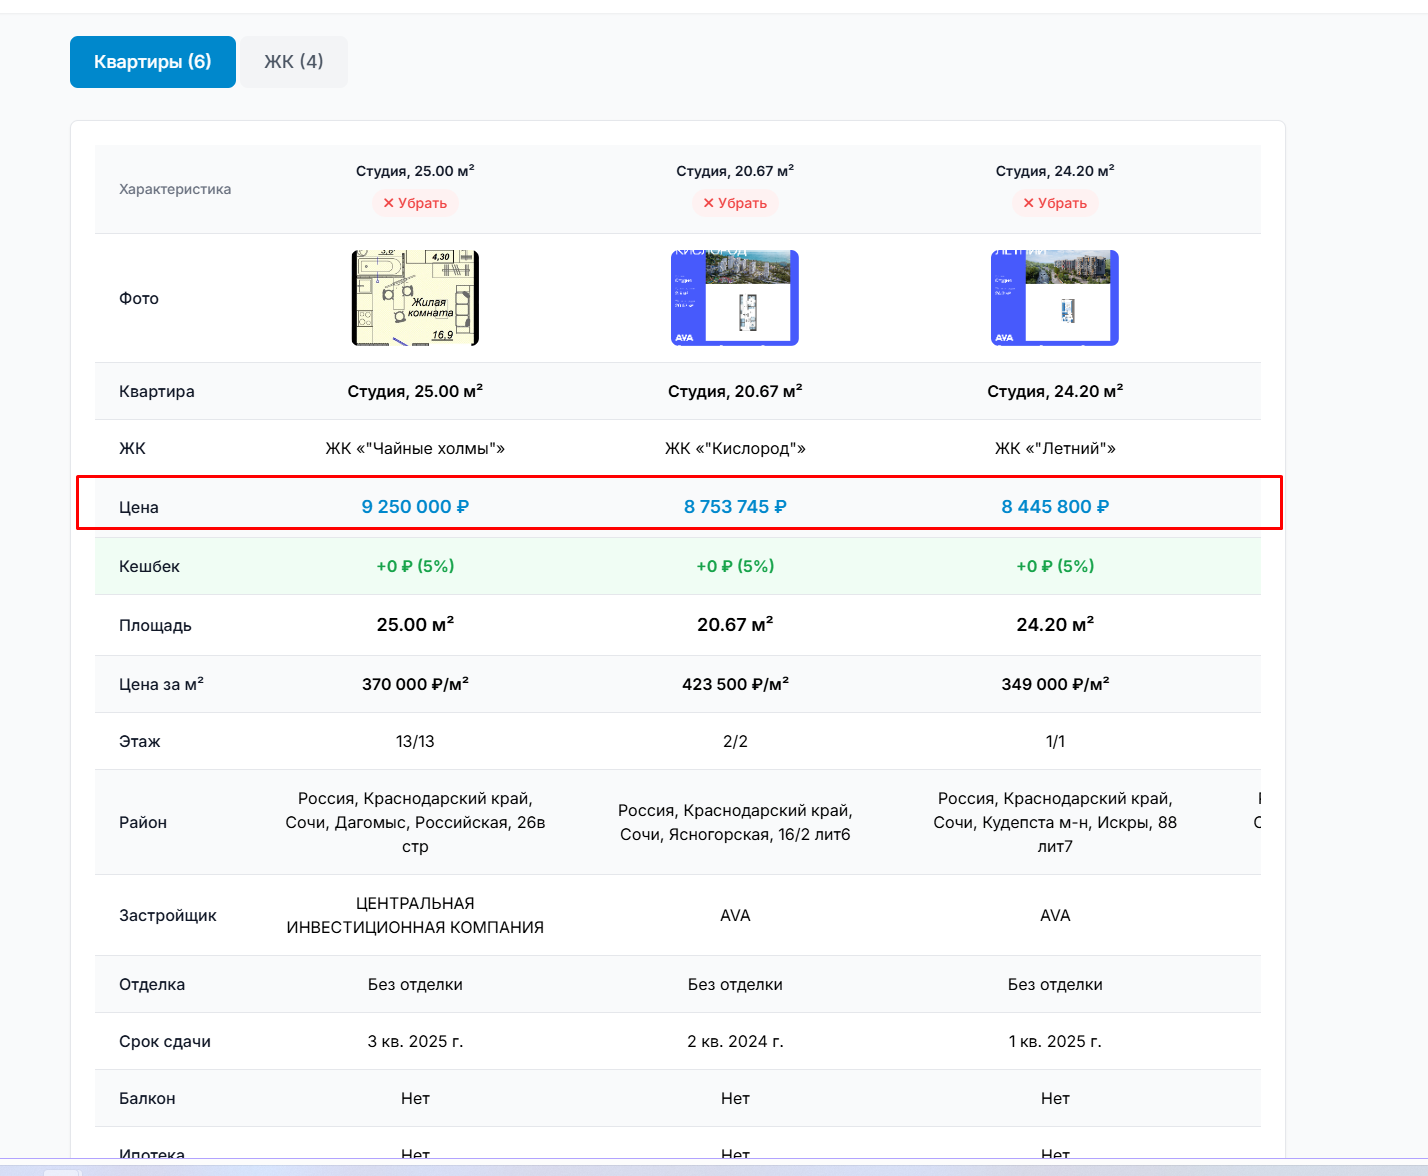 Квартиры (6)
ЖК (4)
Характеристика
Студия, 25.00 м²
Студия, 20.67 м²
Студия, 24.20 м²
✕ Убрать
✕ Убрать
✕ Убрать
Фото
4,30
Жилая
комната
16,9
КИСЛОРОД
AVA
ЛЕТНИЙ
AVA
Квартира
Студия, 25.00 м²
Студия, 20.67 м²
Студия, 24.20 м²
ЖК
ЖК «"Чайные холмы"»
ЖК «"Кислород"»
ЖК «"Летний"»
Цена
9 250 000 ₽
8 753 745 ₽
8 445 800 ₽
Кешбек
+0 ₽ (5%)
+0 ₽ (5%)
+0 ₽ (5%)
Площадь
25.00 м²
20.67 м²
24.20 м²
Цена за м²
370 000 ₽/м²
423 500 ₽/м²
349 000 ₽/м²
Этаж
13/13
2/2
1/1
Район
Россия, Краснодарский край,
Сочи, Дагомыс, Российская, 26в
стр
Россия, Краснодарский край,
Сочи, Ясногорская, 16/2 лит6
Россия, Краснодарский край,
Сочи, Кудепста м-н, Искры, 88
лит7
Застройщик
ЦЕНТРАЛЬНАЯ
ИНВЕСТИЦИОННАЯ КОМПАНИЯ
AVA
AVA
Отделка
Без отделки
Без отделки
Без отделки
Срок сдачи
3 кв. 2025 г.
2 кв. 2024 г.
1 кв. 2025 г.
Балкон
Нет
Нет
Нет
Ипотека
Нет
Нет
Нет